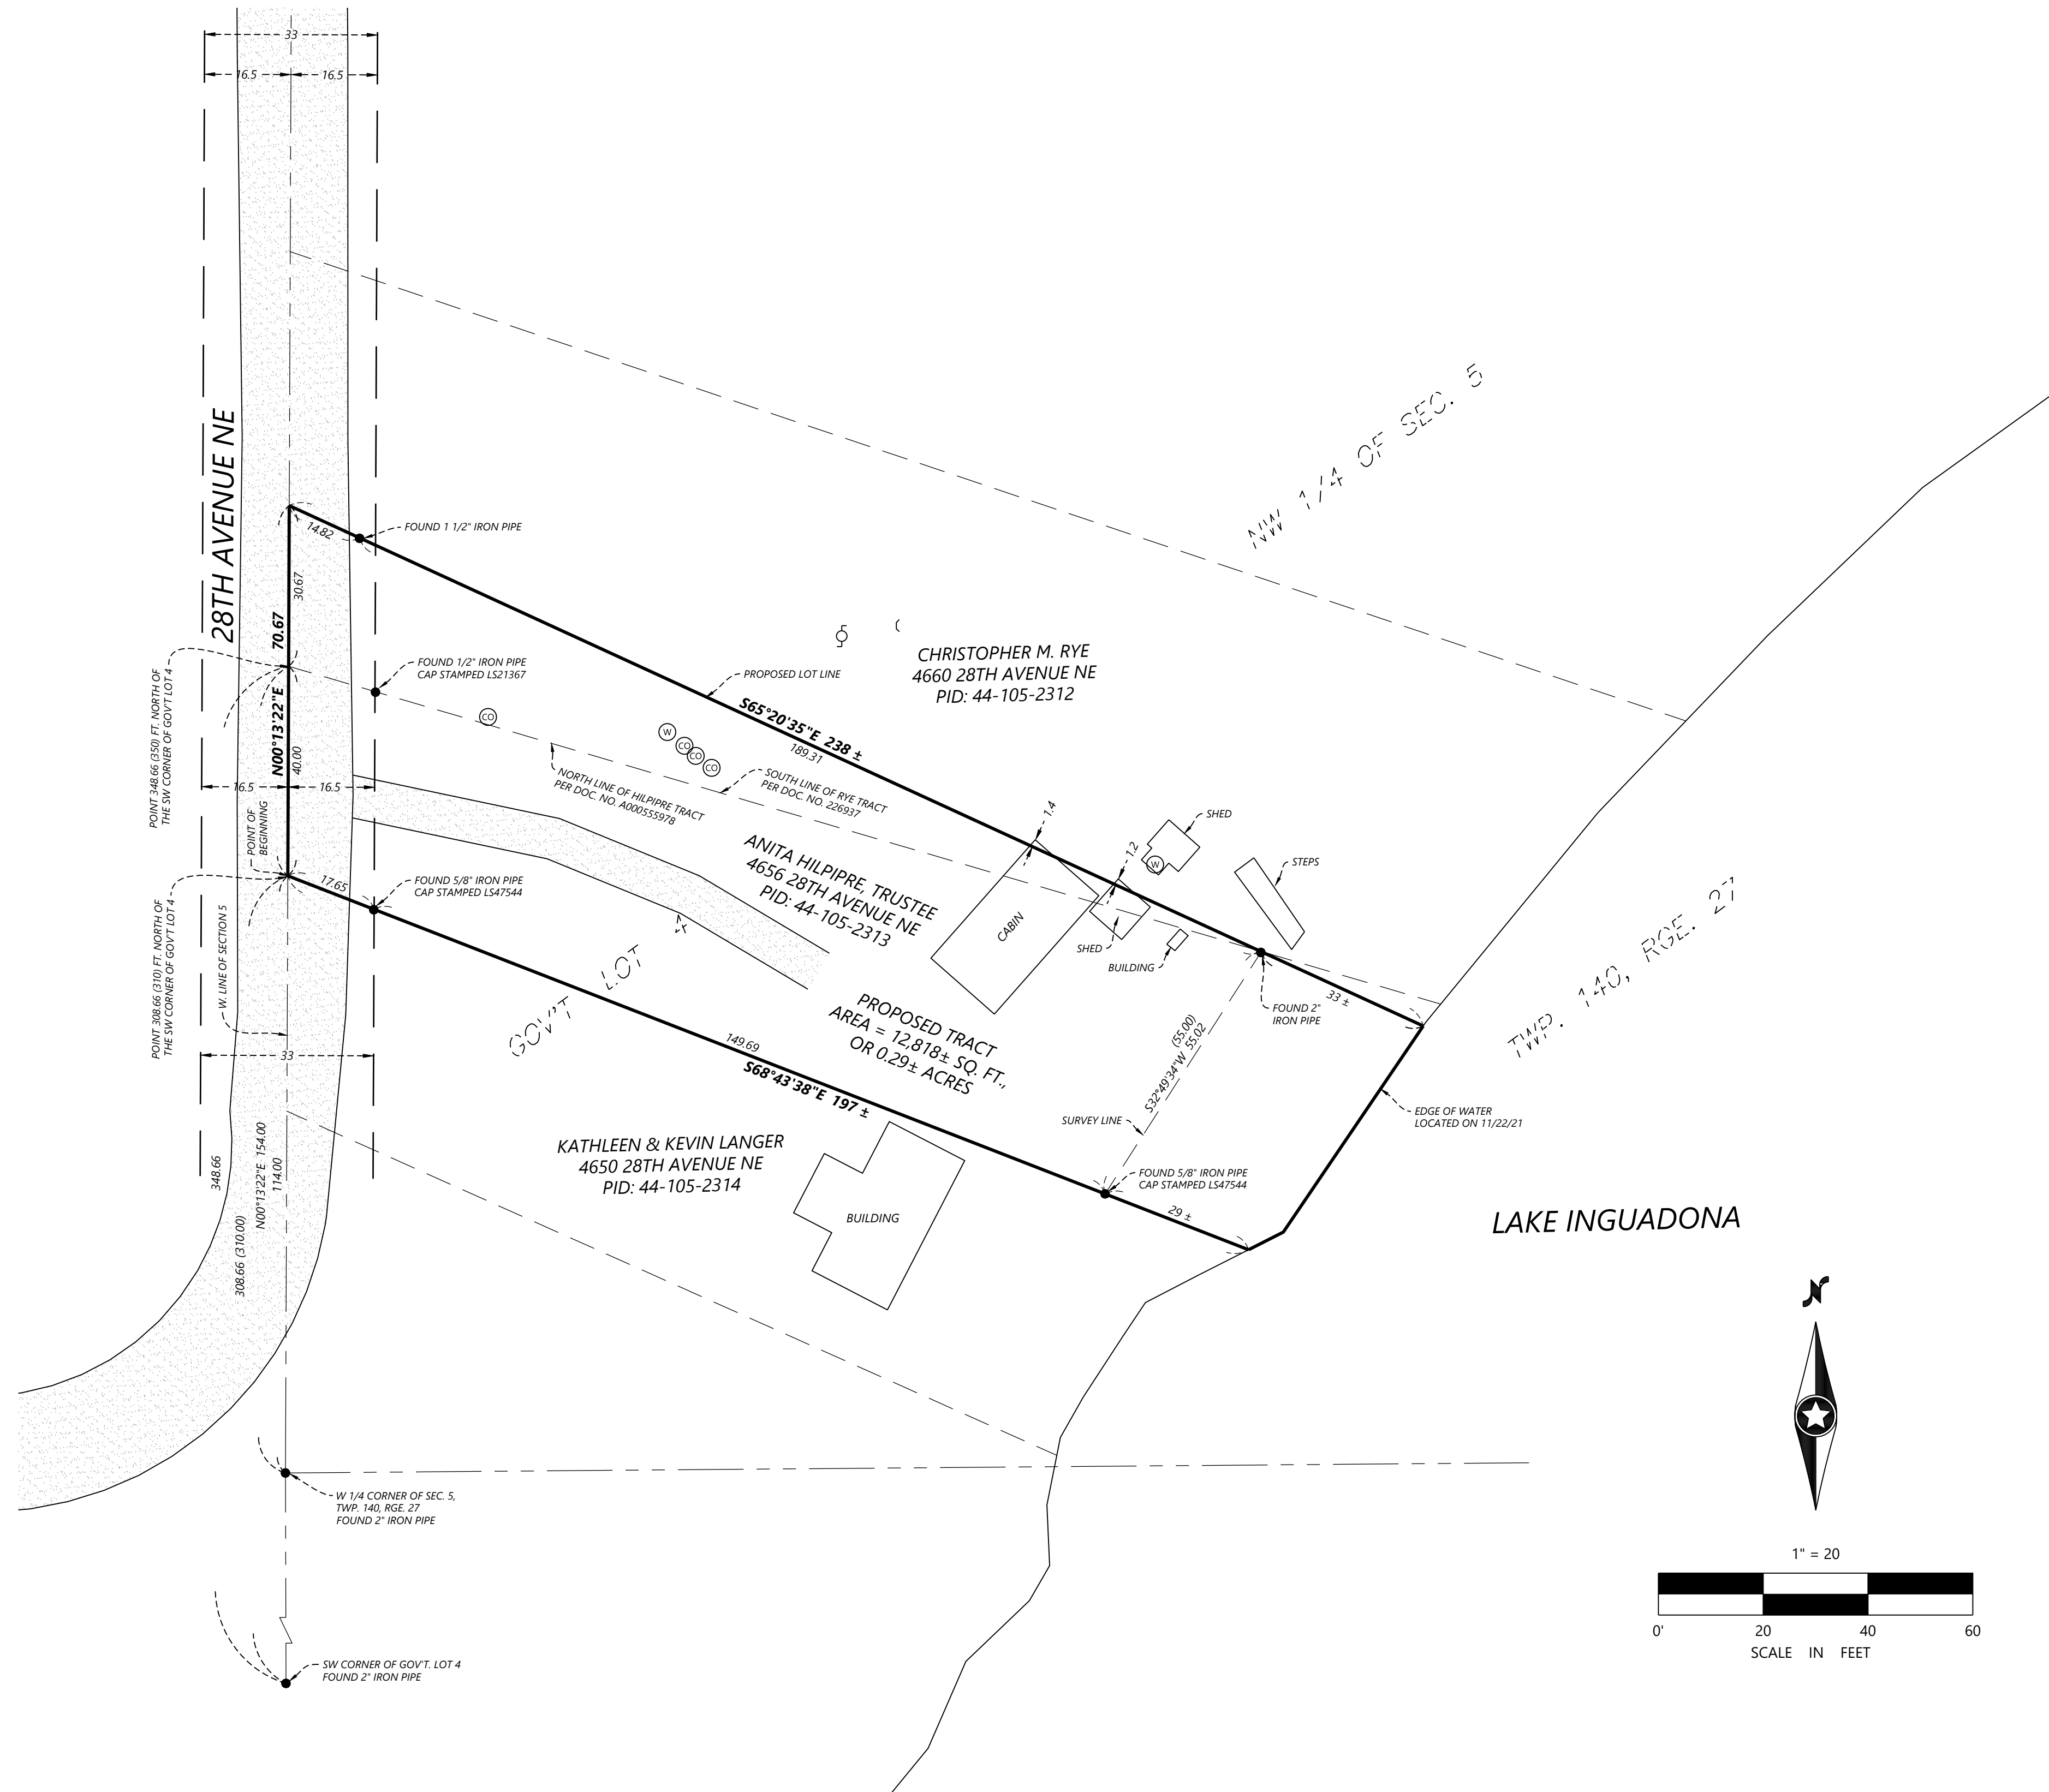 33
16.5
16.5
28TH AVENUE NE
NW 1/4 OF SEC. 5
14.82
FOUND 1 1/2" IRON PIPE
30.67
N00°13'22"E 70.67
40.00
POINT 348.66 (350) FT. NORTH OF
THE SW CORNER OF GOV'T LOT 4
FOUND 1/2" IRON PIPE
CAP STAMPED LS21367
CHRISTOPHER M. RYE
4660 28TH AVENUE NE
PID: 44-105-2312
PROPOSED LOT LINE
S65°20'35"E 238 ±
189.31
CO
W
CO
CO
CO
NORTH LINE OF HILPIPRE TRACT
PER DOC. NO. A000555978
SOUTH LINE OF RYE TRACT
PER DOC. NO. 226937
16.5
16.5
POINT OF
BEGINNING
1.4
1.2
SHED
W
STEPS
ANITA HILPIPRE, TRUSTEE
4656 28TH AVENUE NE
PID: 44-105-2313
CABIN
SHED
BUILDING
17.65
FOUND 5/8" IRON PIPE
CAP STAMPED LS47544
POINT 308.66 (310) FT. NORTH OF
THE SW CORNER OF GOV'T LOT 4
W. LINE OF SECTION 5
GOV'T LOT 4
TWP. 140, RGE. 27
33 ±
FOUND 2"
IRON PIPE
PROPOSED TRACT
AREA = 12,818± SQ. FT.,
OR 0.29± ACRES
(55.00)
S32°49'34"W 55.02
149.69
S68°43'38"E 197 ±
33
SURVEY LINE
EDGE OF WATER
LOCATED ON 11/22/21
KATHLEEN & KEVIN LANGER
4650 28TH AVENUE NE
PID: 44-105-2314
FOUND 5/8" IRON PIPE
CAP STAMPED LS47544
29 ±
BUILDING
348.66
308.66 (310.00)
N00°13'22"E 154.00
114.00
LAKE INGUADONA
N
W 1/4 CORNER OF SEC. 5,
TWP. 140, RGE. 27
FOUND 2" IRON PIPE
SW CORNER OF GOV'T. LOT 4
FOUND 2" IRON PIPE
1" = 20
0' 20 40 60
SCALE IN FEET